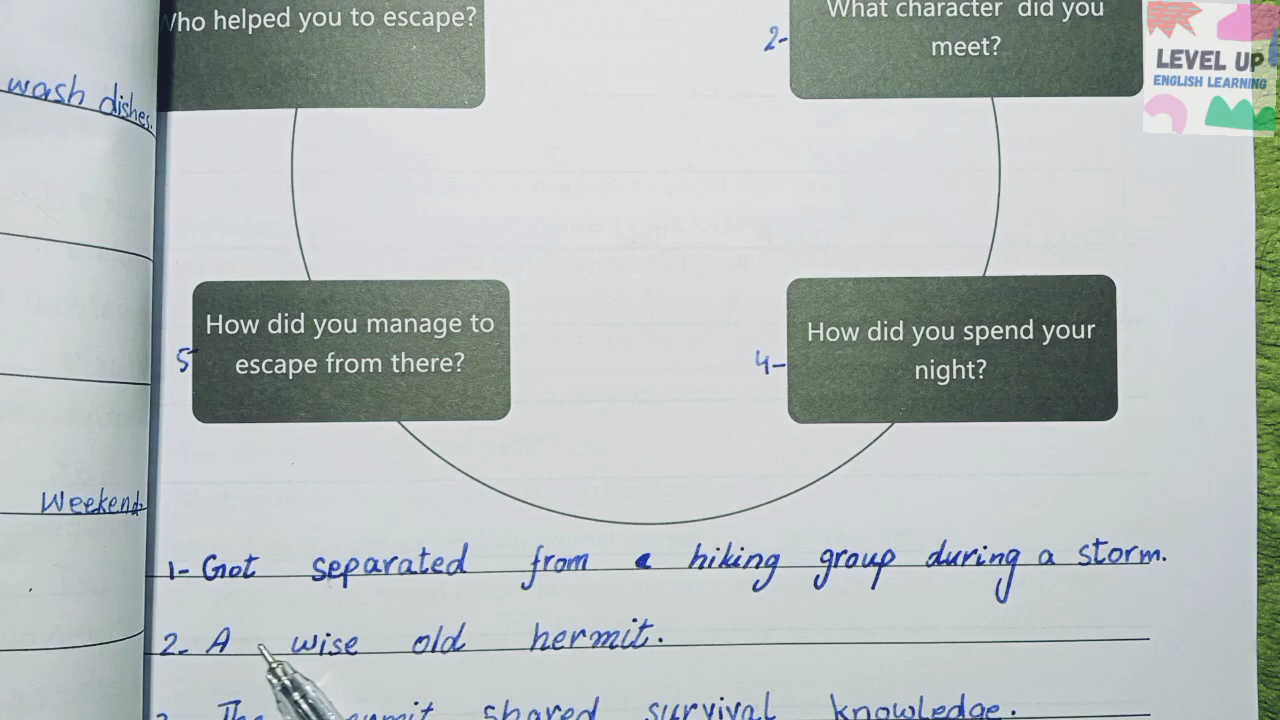 Who helped you to escape?
2- What character did you
meet?
LEVEL UP
ENGLISH LEARNING
wash dishes.
5- How did you manage to
escape from there?
4- How did you spend your
night?
Weekend
1- Got separated from a hiking group during a storm.
2- A wise old hermit.
shared survival knowledge.